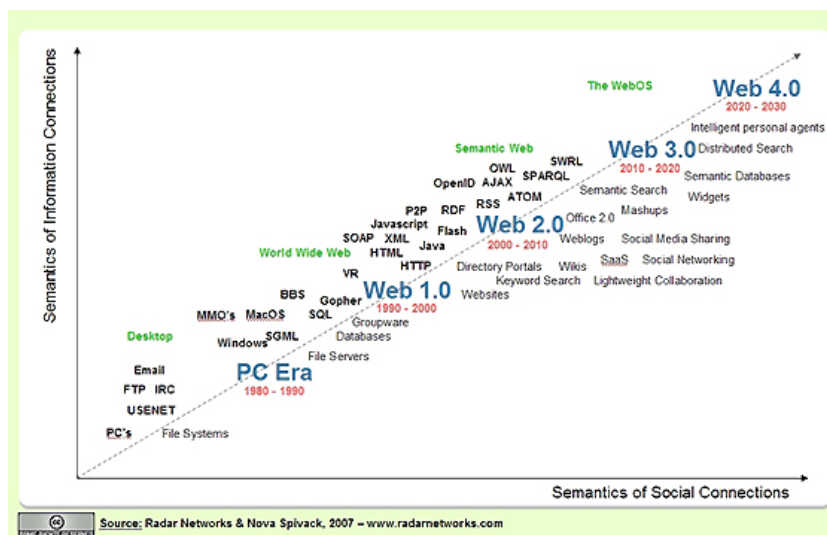 Semantics of Information Connections
The WebOS
Web 4.0
2020 - 2030
Intelligent personal agents
Semantic Web
SWRL
Web 3.0
Distributed Search
2010 - 2020
OWL
SPARQL
Semantic Databases
OpenID
AJAX
Semantic Search
ATOM
Widgets
P2P
RDF
RSS
Office 2.0
Mashups
Javascript
Flash
Web 2.0
2000 - 2010
SOAP
XML
Java
Weblogs
Social Media Sharing
World Wide Web
HTML
SaaS
Social Networking
HTTP
Directory Portals
Wikis
VR
Keyword Search
Lightweight Collaboration
BBS
Gopher
Web 1.0
Websites
1990 - 2000
MMO's
MacOS
SQL
Groupware
Desktop
Windows
SGML
Databases
File Servers
Email
PC Era
1980 - 1990
FTP
IRC
USENET
PC's
File Systems
Semantics of Social Connections
cc
Source: Radar Networks & Nova Spivack, 2007 – www.radarnetworks.com